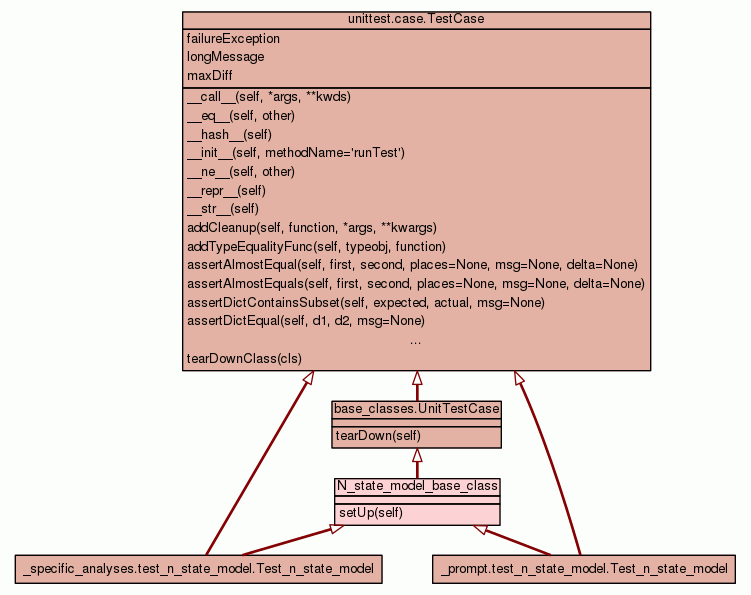 unittest.case.TestCase
failureException
longMessage
maxDiff
__call__(self, *args, **kwds)
__eq__(self, other)
__hash__(self)
__init__(self, methodName='runTest')
__ne__(self, other)
__repr__(self)
__str__(self)
addCleanup(self, function, *args, **kwargs)
addTypeEqualityFunc(self, typeobj, function)
assertAlmostEqual(self, first, second, places=None, msg=None, delta=None)
assertAlmostEquals(self, first, second, places=None, msg=None, delta=None)
assertDictContainsSubset(self, expected, actual, msg=None)
assertDictEqual(self, d1, d2, msg=None)
...
tearDownClass(cls)
base_classes.UnitTestCase
tearDown(self)
N_state_model_base_class
setUp(self)
_specific_analyses.test_n_state_model.Test_n_state_model
_prompt.test_n_state_model.Test_n_state_model